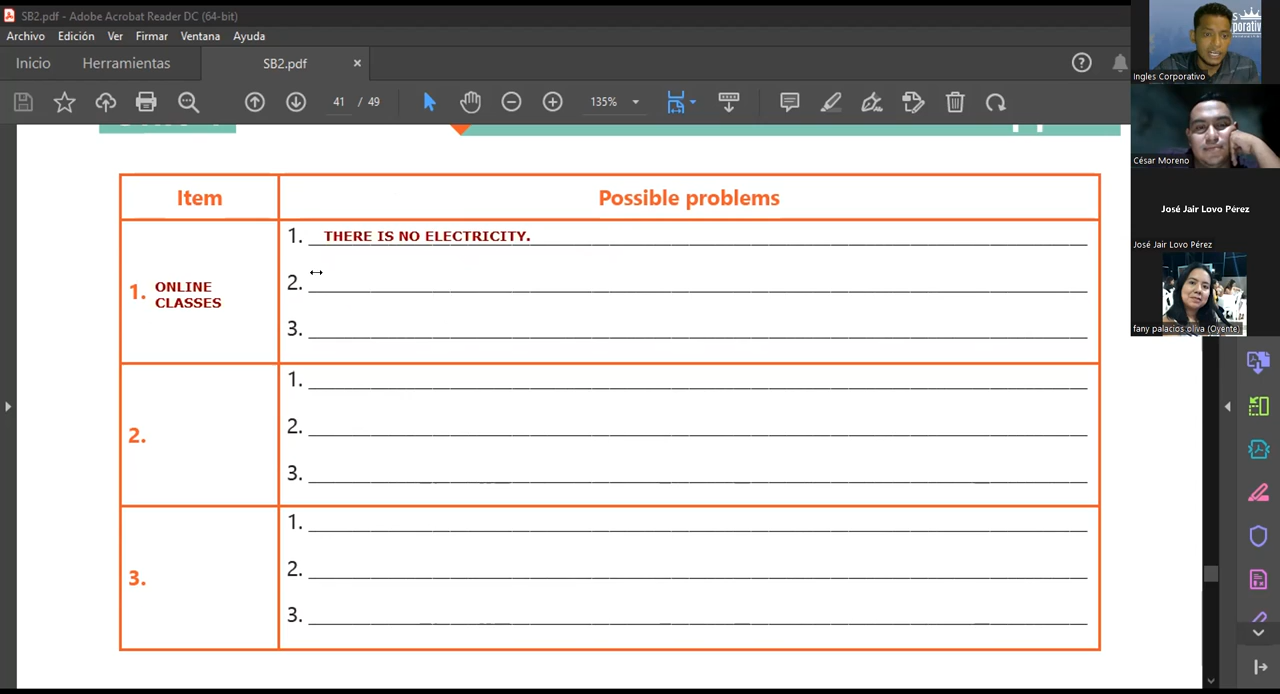 SB2.pdf - Adobe Acrobat Reader DC (64-bit)
Archivo Edición Ver Firmar Ventana Ayuda
Inicio Herramientas SB2.pdf ×
41 / 49 135%
Item Possible problems
1. ONLINE CLASSES
1. THERE IS NO ELECTRICITY.
2.
3.
2.
1.
2.
3.
3.
1.
2.
3.
Ingles Corporativo
César Moreno
José Jair Lovo Pérez
José Jair Lovo Pérez
fany palacios oliva (Oyente)